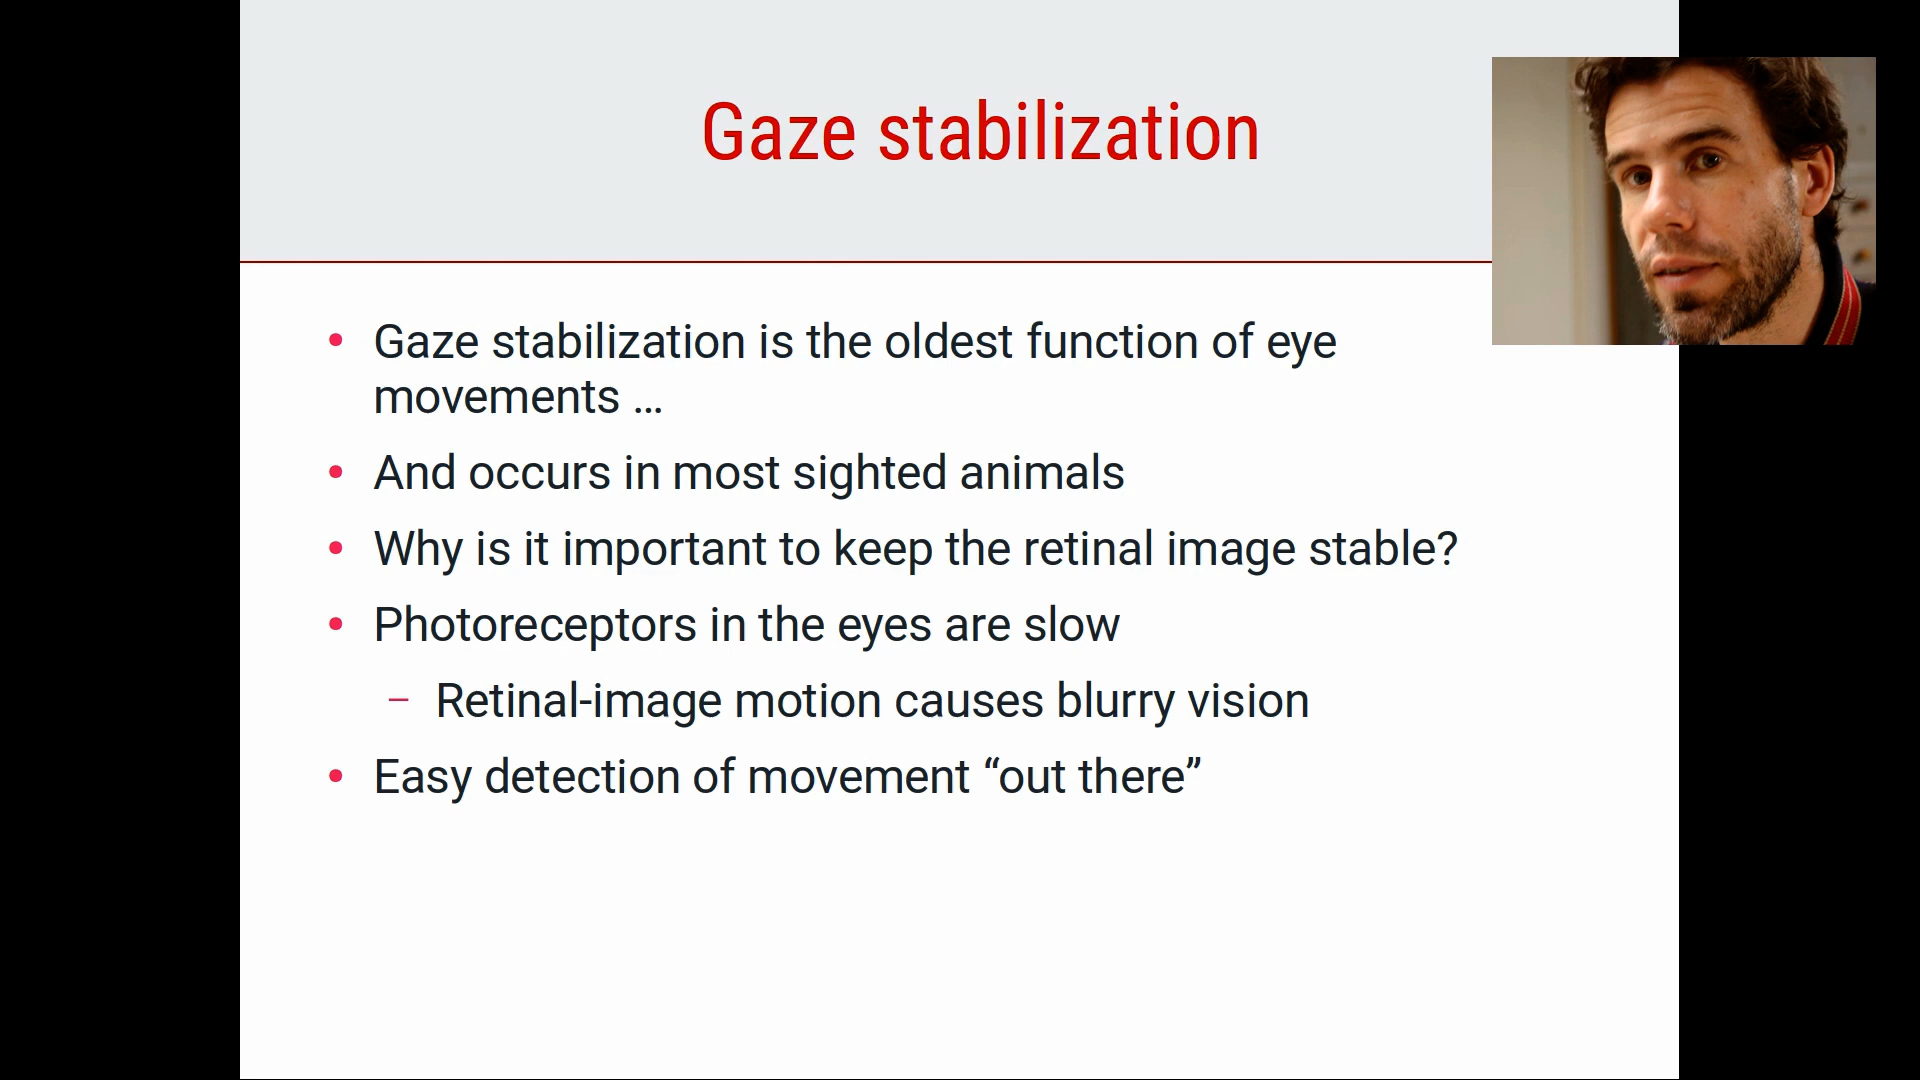 Gaze stabilization
• Gaze stabilization is the oldest function of eye
movements ...
• And occurs in most sighted animals
• Why is it important to keep the retinal image stable?
• Photoreceptors in the eyes are slow
– Retinal-image motion causes blurry vision
• Easy detection of movement “out there”